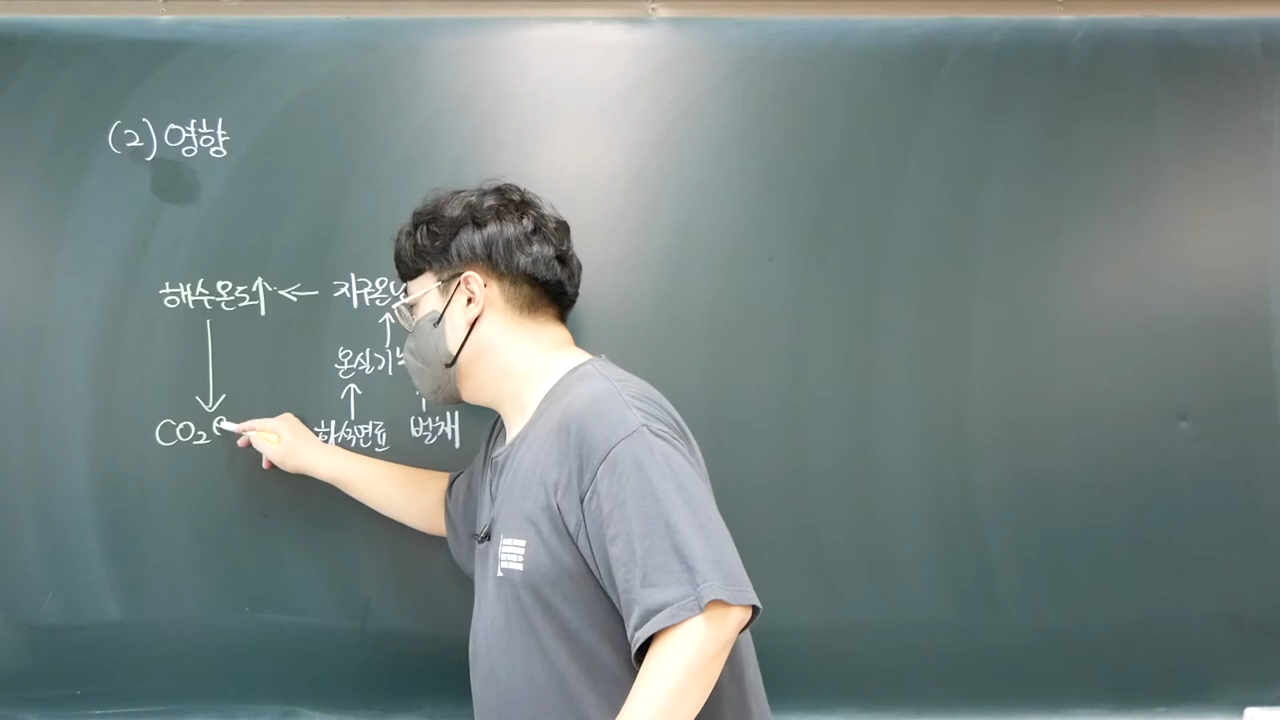 (2) 영향
해수온도↑ ← 지구온
↑
온실기
↓ ↑ ↑
CO₂ 화석연료 벌채